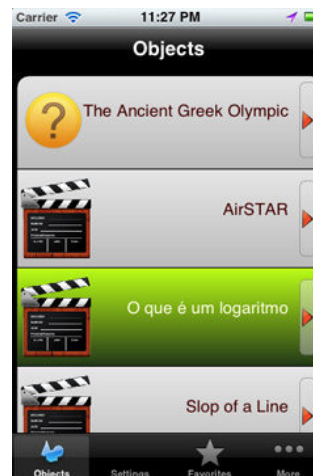 Carrier 11:27 PM
Objects
?
The Ancient Greek Olympic
AirSTAR
O que é um logaritmo
Slop of a Line
Objects Settings Favorites More